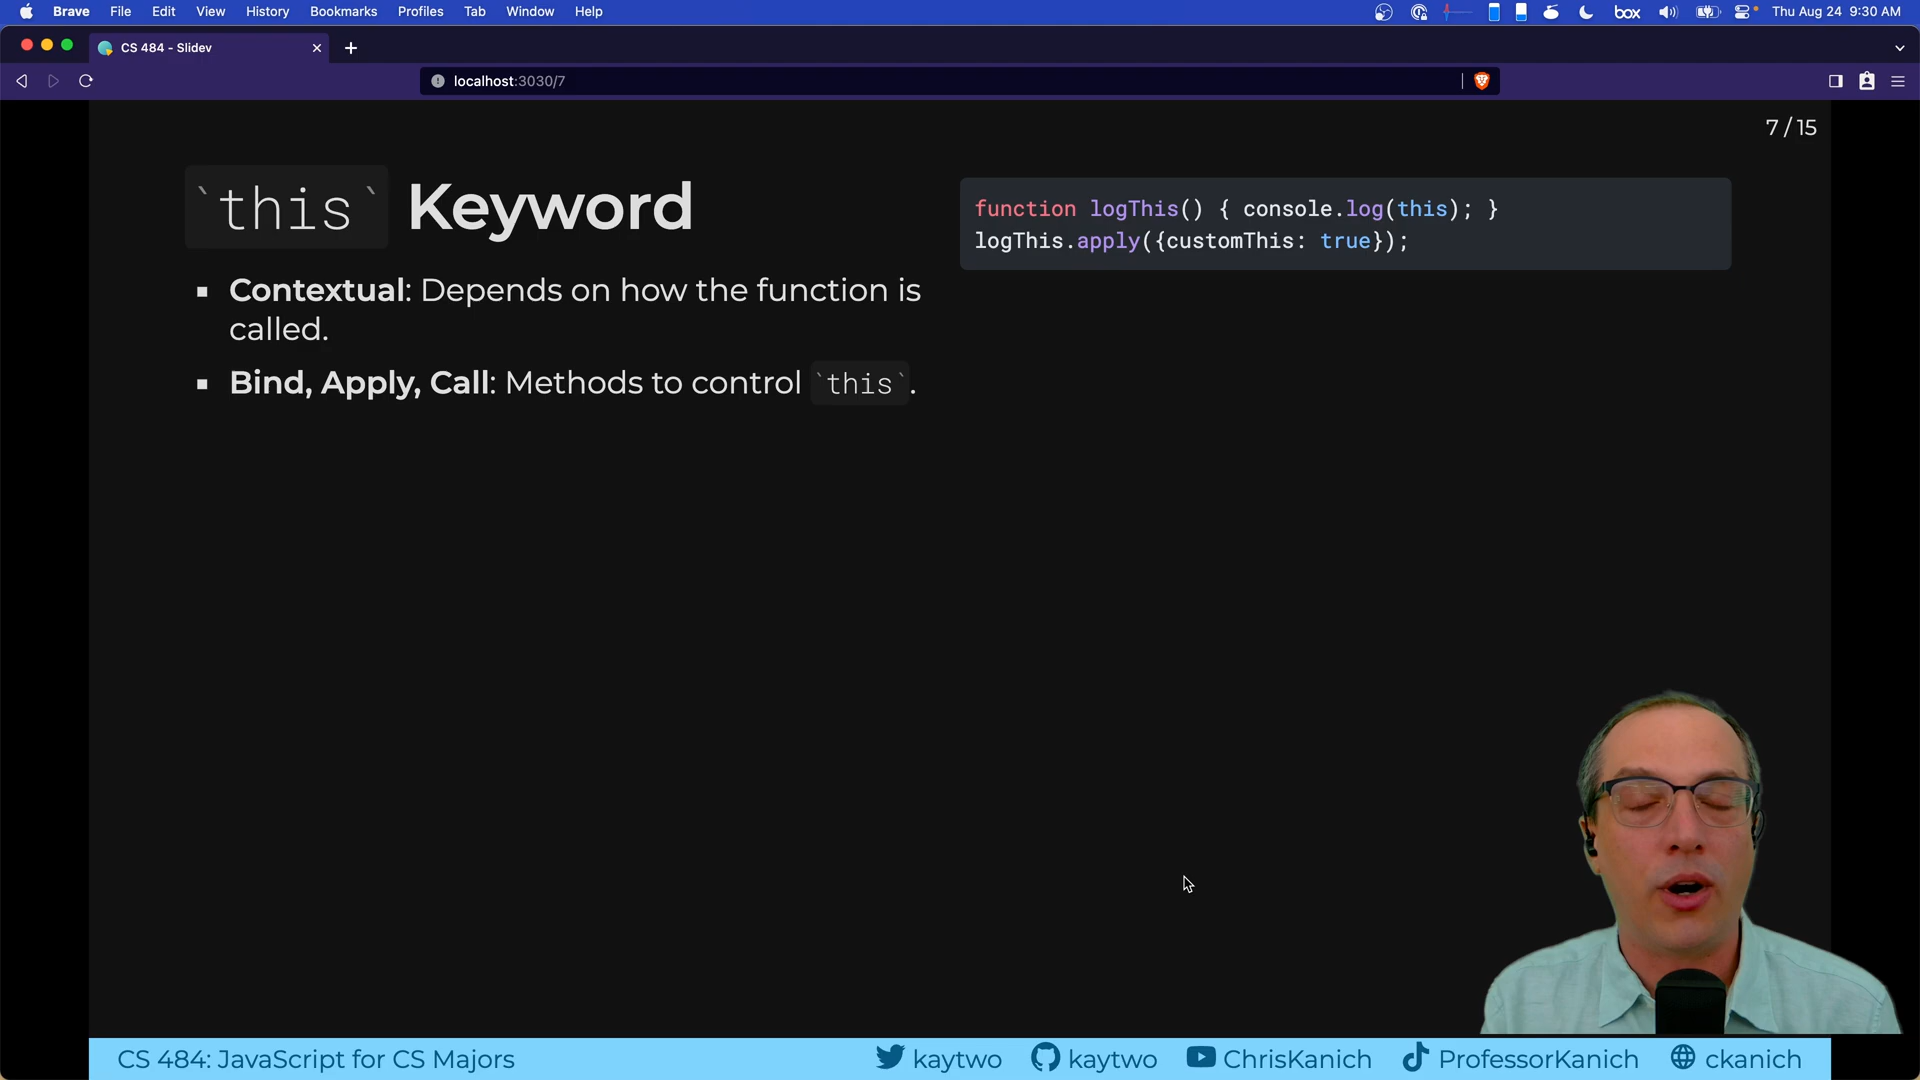 Brave File Edit View History Bookmarks Profiles Tab Window Help box Thu Aug 24 9:30 AM
CS 484 - Slidev
localhost:3030/7
7 / 15
`this` Keyword
Contextual: Depends on how the function is
called.
Bind, Apply, Call: Methods to control `this`.
function logThis() { console.log(this); }
logThis.apply({customThis: true});
CS 484: JavaScript for CS Majors kaytwo kaytwo ChrisKanich ProfessorKanich ckanich